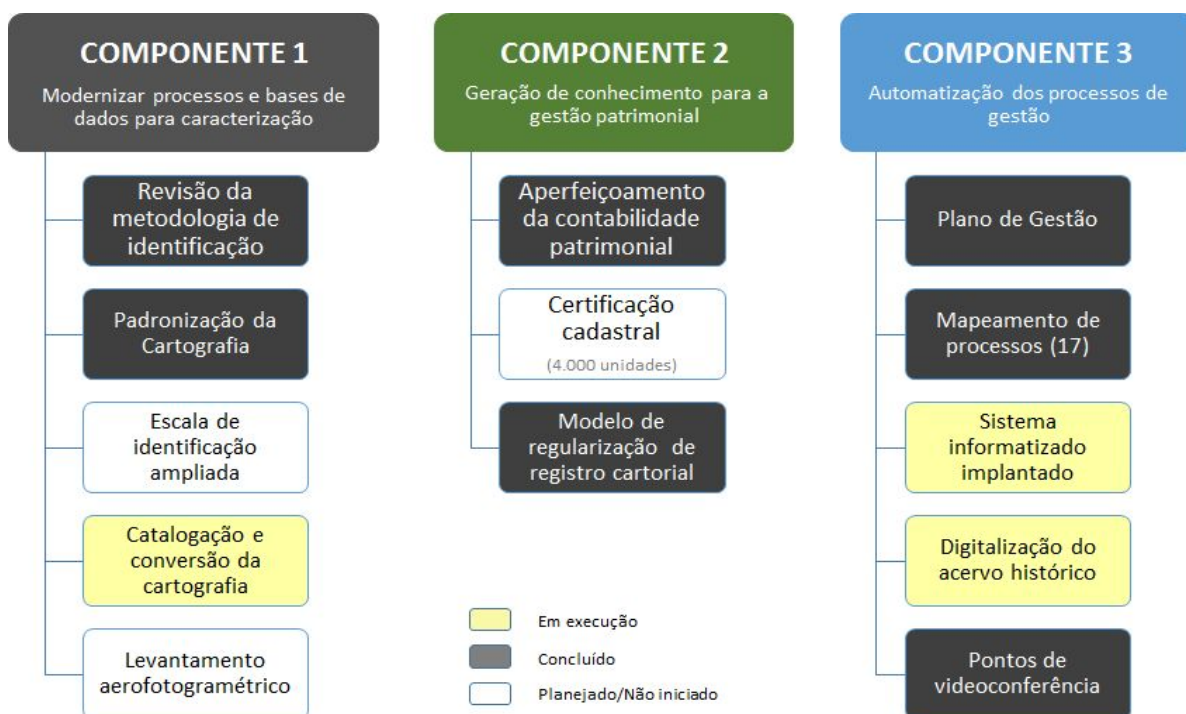 COMPONENTE 1
Modernizar processos e bases de
dados para caracterização
Revisão da
metodologia de
identificação
Padronização da
Cartografia
Escala de
identificação
ampliada
Catalogação e
conversão da
cartografia
Levantamento
aerofotogramétrico
COMPONENTE 2
Geração de conhecimento para a
gestão patrimonial
Aperfeiçoamento
da contabilidade
patrimonial
Certificação
cadastral
(4.000 unidades)
Modelo de
regularização de
registro cartorial
Em execução
Concluído
Planejado/Não iniciado
COMPONENTE 3
Automatização dos processos de
gestão
Plano de Gestão
Mapeamento de
processos (17)
Sistema
informatizado
implantado
Digitalização do
acervo histórico
Pontos de
videoconferência